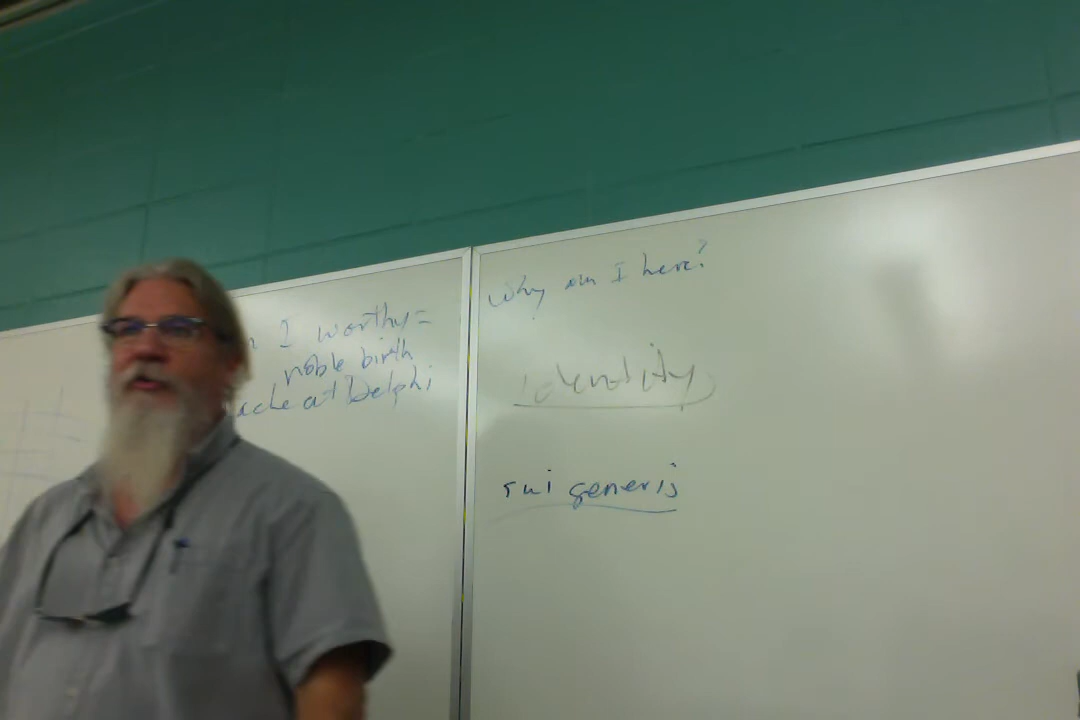 I worthy=
noble birth
at Delphi
Why am I here?
identity
sui generis